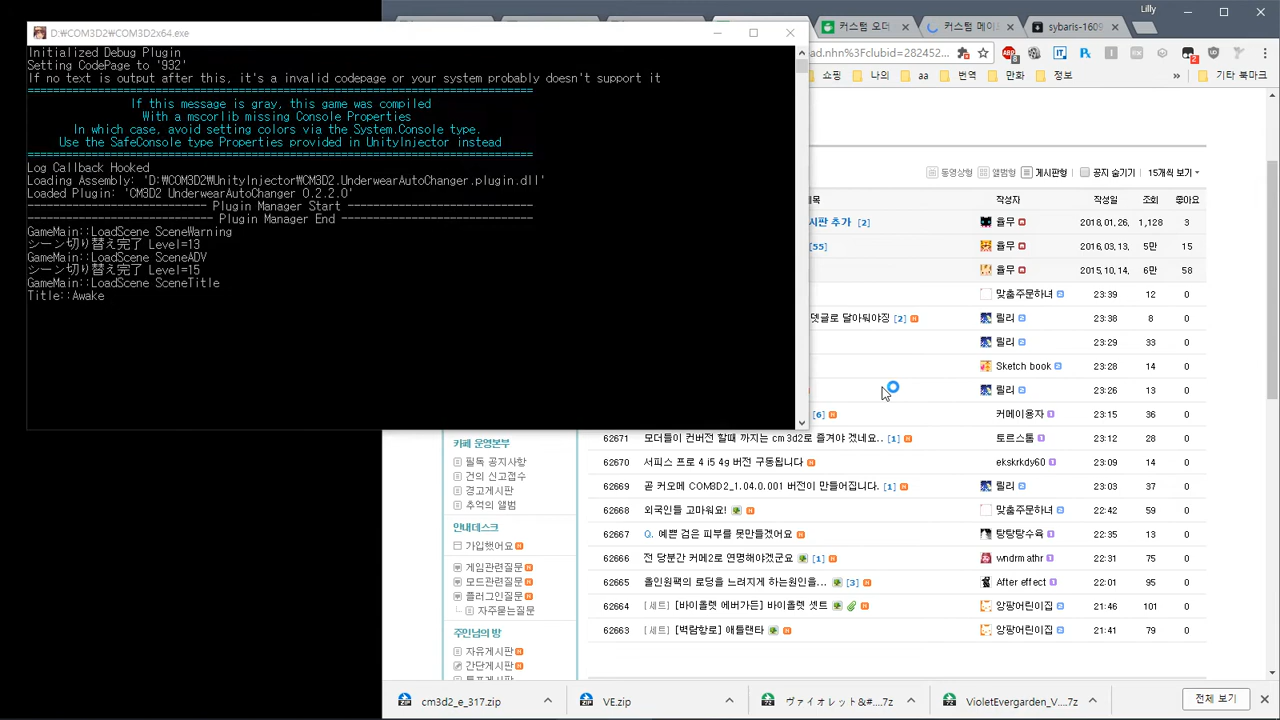 D:₩COM3D2₩COM3D2x64.exe
Initialized Debug Plugin
Setting CodePage to '932'
If no text is output after this, it's a invalid codepage or your system probably doesn't support it
If this message is gray, this game was compiled
With a mscorlib missing Console Properties
In which case, avoid setting colors via the System.Console type.
Use the SafeConsole type Properties provided in UnityInjector instead
Log Callback Hooked
Loading Assembly: 'D:₩COM3D2₩UnityInjector₩CM3D2.UnderwearAutoChanger.plugin.dll'
Loaded Plugin: 'CM3D2 UnderwearAutoChanger 0.2.2.0'
Plugin Manager Start
Plugin Manager End
GameMain::LoadScene SceneWarning
シーン切り替え完了 Level=13
GameMain::LoadScene SceneADV
シーン切り替え完了 Level=15
GameMain::LoadScene SceneTitle
Title::Awake
Lilly
커스텀 오더
커스텀 메이
sybaris-1609
ad.nhn%3Fclubid=282452
쇼핑 나의 aa 번역 만화 정보 » 기타 북마크
동영상형 앨범형 게시판형 공지 숨기기 15개씩
작성 조회 좋아요
시판 추가 [2] 율무 2018,01,26, 1,128 3
[55] 율무 2016,03,13, 5만 15
율무 2015,10,14, 6만 58
맞춤주문하녀 23:39 12 0
댓글로 달아줘야징 [2] 릴리 23:38 8 0
릴리 23:29 33 0
Sketch book 23:28 14 0
릴리 23:26 13 0
[6] 커메이용자 23:15 36 0
62671 모더들이 컨버전 할때 까지는 cm3d2로 즐겨야 겠네요.. [1] 토르스톰 23:12 28 0
62670 서피스 프로 4 i5 4g 버전 구동됩니다 ekskrkdy60 23:09 14 0
62669 곧 커오메 COM3D2_1.04.0.001 버전이 만들어집니다. [1] 릴리 23:03 37 0
62668 외국인들 고마워요! 맞춤주문하녀 22:42 59 0
62667 Q. 예쁜 검은 피부를 못만들겠어요 탕탕탕수육 22:34 13 0
62666 전 당분간 커메2로 연명해야겠군요 [1] wndrm athr 22:31 75 0
62665 올인원팩의 로딩을 느려지게 하는원인을... [3] After effect 22:01 95 0
62664 [세트] [바이올렛 에버가든] 바이올렛 셋트 앙팡어린이집 21:46 101 0
62663 [세트] [벽람항로] 애틀랜타 앙팡어린이집 21:41 79 0
카페 운영본부
필독 공지사항
건의 신고접수
경고게시판
추억의 앨범
안내데스크
가입했어요
게임관련질문
모드관련질문
플러그인질문
자주묻는질문
주인님의 방
자유게시판
간단게시판
cm3d2_e_317.zip
VE.zip
ヴァイオレット&#....7z
VioletEvergarden_V....7z
전체 보기